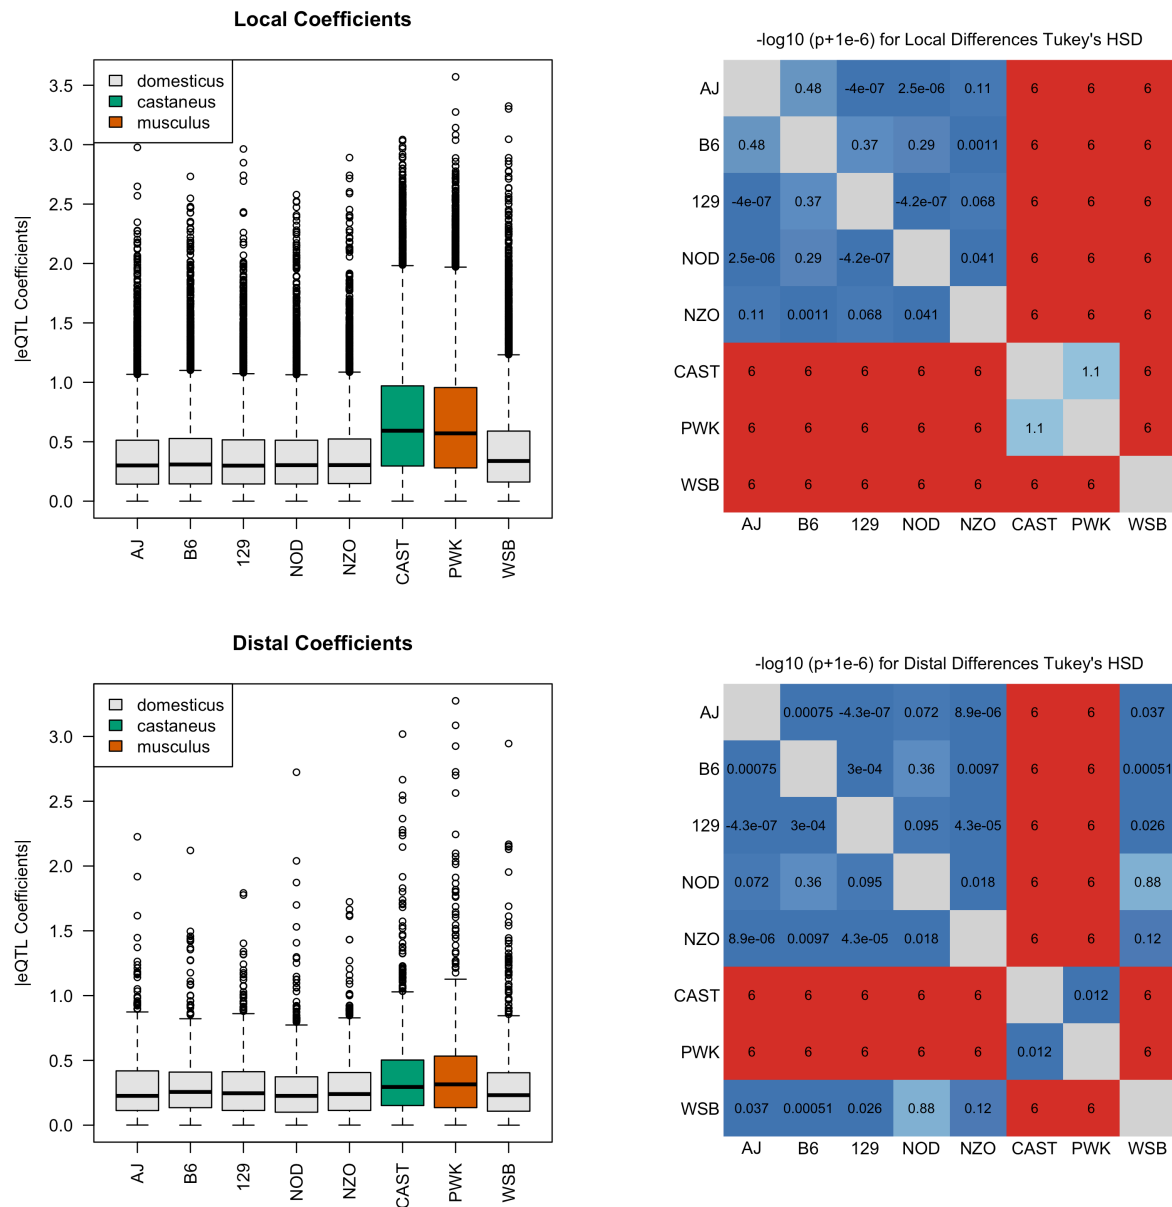 Local Coefficients
|eQTL Coefficients|
3.5
3.0
2.5
2.0
1.5
1.0
0.5
0.0
domesticus
castaneus
musculus
AJ
B6
129
NOD
NZO
CAST
PWK
WSB
-log10 (p+1e-6) for Local Differences Tukey's HSD
AJ 0.48 -4e-07 2.5e-06 0.11 6 6 6
B6 0.48 0.37 0.29 0.0011 6 6 6
129 -4e-07 0.37 -4.2e-07 0.068 6 6 6
NOD 2.5e-06 0.29 -4.2e-07 0.041 6 6 6
NZO 0.11 0.0011 0.068 0.041 6 6 6
CAST 6 6 6 6 6 1.1 6
PWK 6 6 6 6 6 1.1 6
WSB 6 6 6 6 6 6 6
AJ B6 129 NOD NZO CAST PWK WSB
Distal Coefficients
|eQTL Coefficients|
3.0
2.5
2.0
1.5
1.0
0.5
0.0
domesticus
castaneus
musculus
AJ
B6
129
NOD
NZO
CAST
PWK
WSB
-log10 (p+1e-6) for Distal Differences Tukey's HSD
AJ 0.00075 -4.3e-07 0.072 8.9e-06 6 6 0.037
B6 0.00075 3e-04 0.36 0.0097 6 6 0.00051
129 -4.3e-07 3e-04 0.095 4.3e-05 6 6 0.026
NOD 0.072 0.36 0.095 0.018 6 6 0.88
NZO 8.9e-06 0.0097 4.3e-05 0.018 6 6 0.12
CAST 6 6 6 6 6 0.012 6
PWK 6 6 6 6 6 0.012 6
WSB 0.037 0.00051 0.026 0.88 0.12 6 6
AJ B6 129 NOD NZO CAST PWK WSB